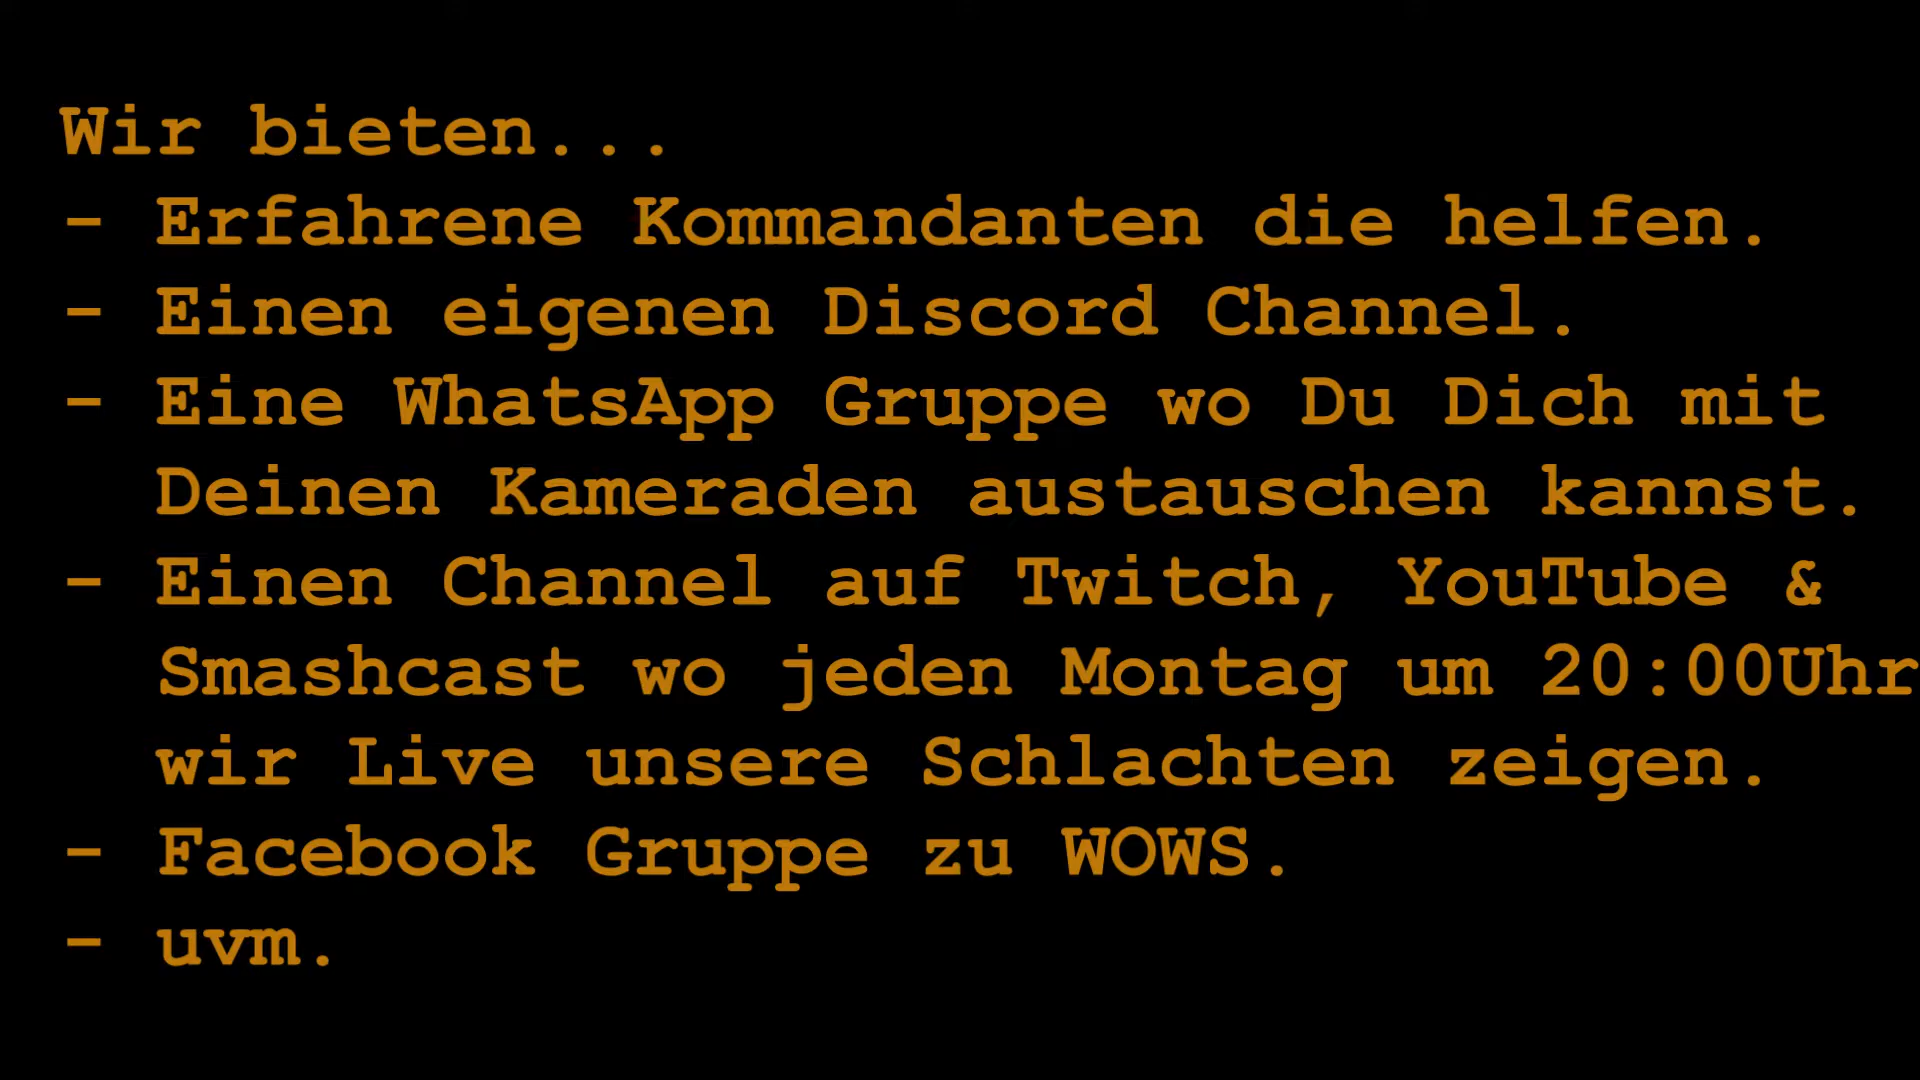 Wir bieten...
- Erfahrene Kommandanten die helfen.
- Einen eigenen Discord Channel.
- Eine WhatsApp Gruppe wo Du Dich mit
Deinen Kameraden austauschen kannst.
- Einen Channel auf Twitch, YouTube &
Smashcast wo jeden Montag um 20:00Uhr
wir Live unsere Schlachten zeigen.
- Facebook Gruppe zu WOWS.
- uvm.